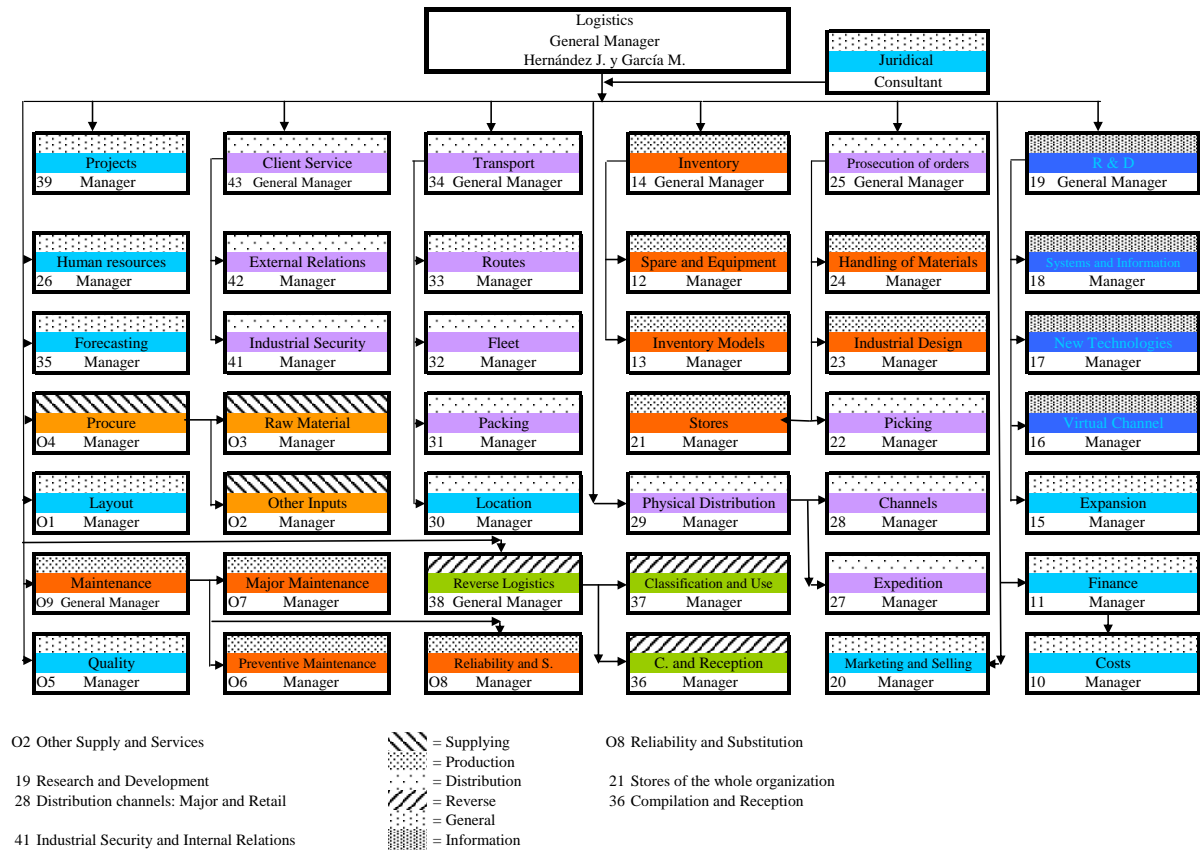 Logistics
General Manager
Hernández J. y García M.
Juridical
Consultant
Projects
39 Manager
Client Service
43 General Manager
Transport
34 General Manager
Inventory
14 General Manager
Prosecution of orders
25 General Manager
R & D
19 General Manager
Human resources
26 Manager
External Relations
42 Manager
Routes
33 Manager
Spare and Equipment
12 Manager
Handling of Materials
24 Manager
Systems and Information
18 Manager
Forecasting
35 Manager
Industrial Security
41 Manager
Fleet
32 Manager
Inventory Models
13 Manager
Industrial Design
23 Manager
New Technologies
17 Manager
Procure
O4 Manager
Raw Material
O3 Manager
Packing
31 Manager
Stores
21 Manager
Picking
22 Manager
Virtual Channel
16 Manager
Layout
O1 Manager
Other Inputs
O2 Manager
Location
30 Manager
Physical Distribution
29 Manager
Channels
28 Manager
Expansion
15 Manager
Maintenance
O9 General Manager
Major Maintenance
O7 Manager
Reverse Logistics
38 General Manager
Classification and Use
37 Manager
Expedition
27 Manager
Finance
11 Manager
Quality
O5 Manager
Preventive Maintenance
O6 Manager
Reliability and S.
O8 Manager
C. and Reception
36 Manager
Marketing and Selling
20 Manager
Costs
10 Manager
O2 Other Supply and Services
19 Research and Development
28 Distribution channels: Major and Retail
41 Industrial Security and Internal Relations
= Supplying
= Production
= Distribution
= Reverse
= General
= Information
O8 Reliability and Substitution
21 Stores of the whole organization
36 Compilation and Reception